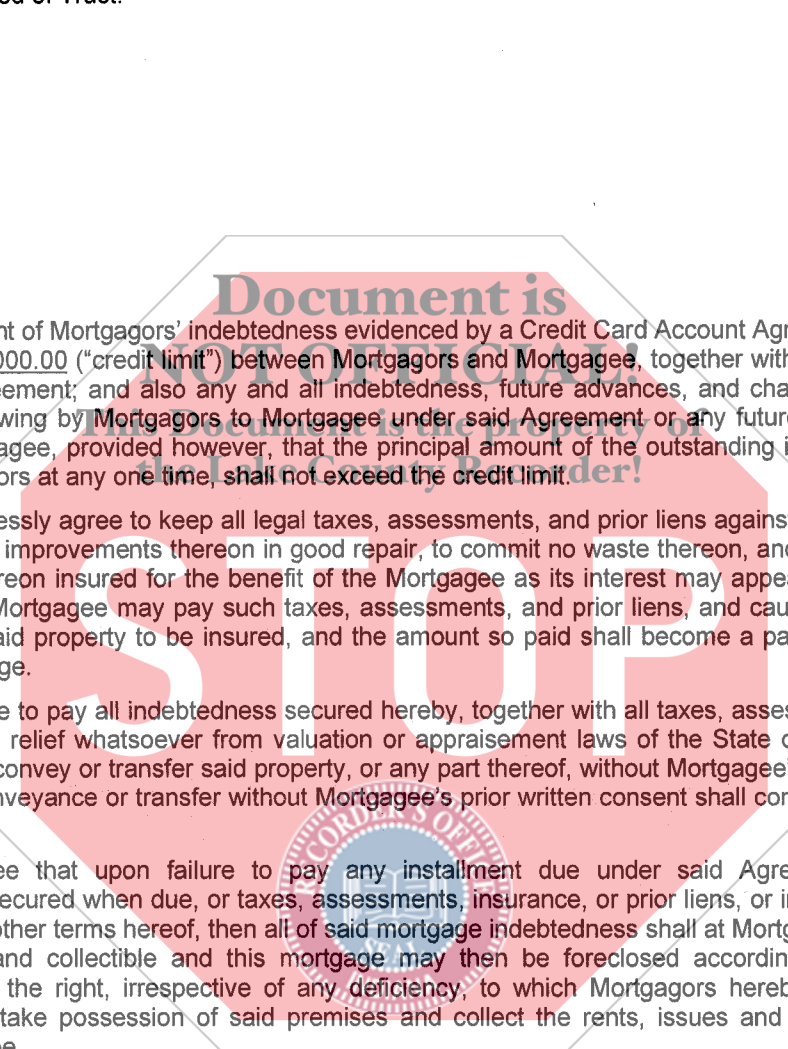 ed of Trust.
Document is
nt of Mortgagors' indebtedness evidenced by a Credit Card Account Agr
000.00 ("credit limit") between Mortgagors and Mortgagee, together with
NOT OFFICIAL!
eement; and also any and all indebtedness, future advances, and cha
wing by Mortgagors to Mortgagee under said Agreement or any future
This Document is the property of
agee, provided however, that the principal amount of the outstanding i
the Lake County Recorder!
ors at any one time, shall not exceed the credit limit.
essly agree to keep all legal taxes, assessments, and prior liens against
improvements thereon in good repair, to commit no waste thereon, and
ereon insured for the benefit of the Mortgagee as its interest may appe
Mortgagee may pay such taxes, assessments, and prior liens, and cau
aid property to be insured, and the amount so paid shall become a pa
ge.
STOP
e to pay all indebtedness secured hereby, together with all taxes, asses
relief whatsoever from valuation or appraisement laws of the State o
convey or transfer said property, or any part thereof, without Mortgagee'
nveyance or transfer without Mortgagee's prior written consent shall con
RECORDER'S OFFICE
ee that upon failure to pay any installment due under said Agre
secured when due, or taxes, assessments, insurance, or prior liens, or i
other terms hereof, then all of said mortgage indebtedness shall at Mortg
and collectible and this mortgage may then be foreclosed accordin
SEAL
the right, irrespective of any deficiency, to which Mortgagors hereb
take possession of said premises and collect the rents, issues and